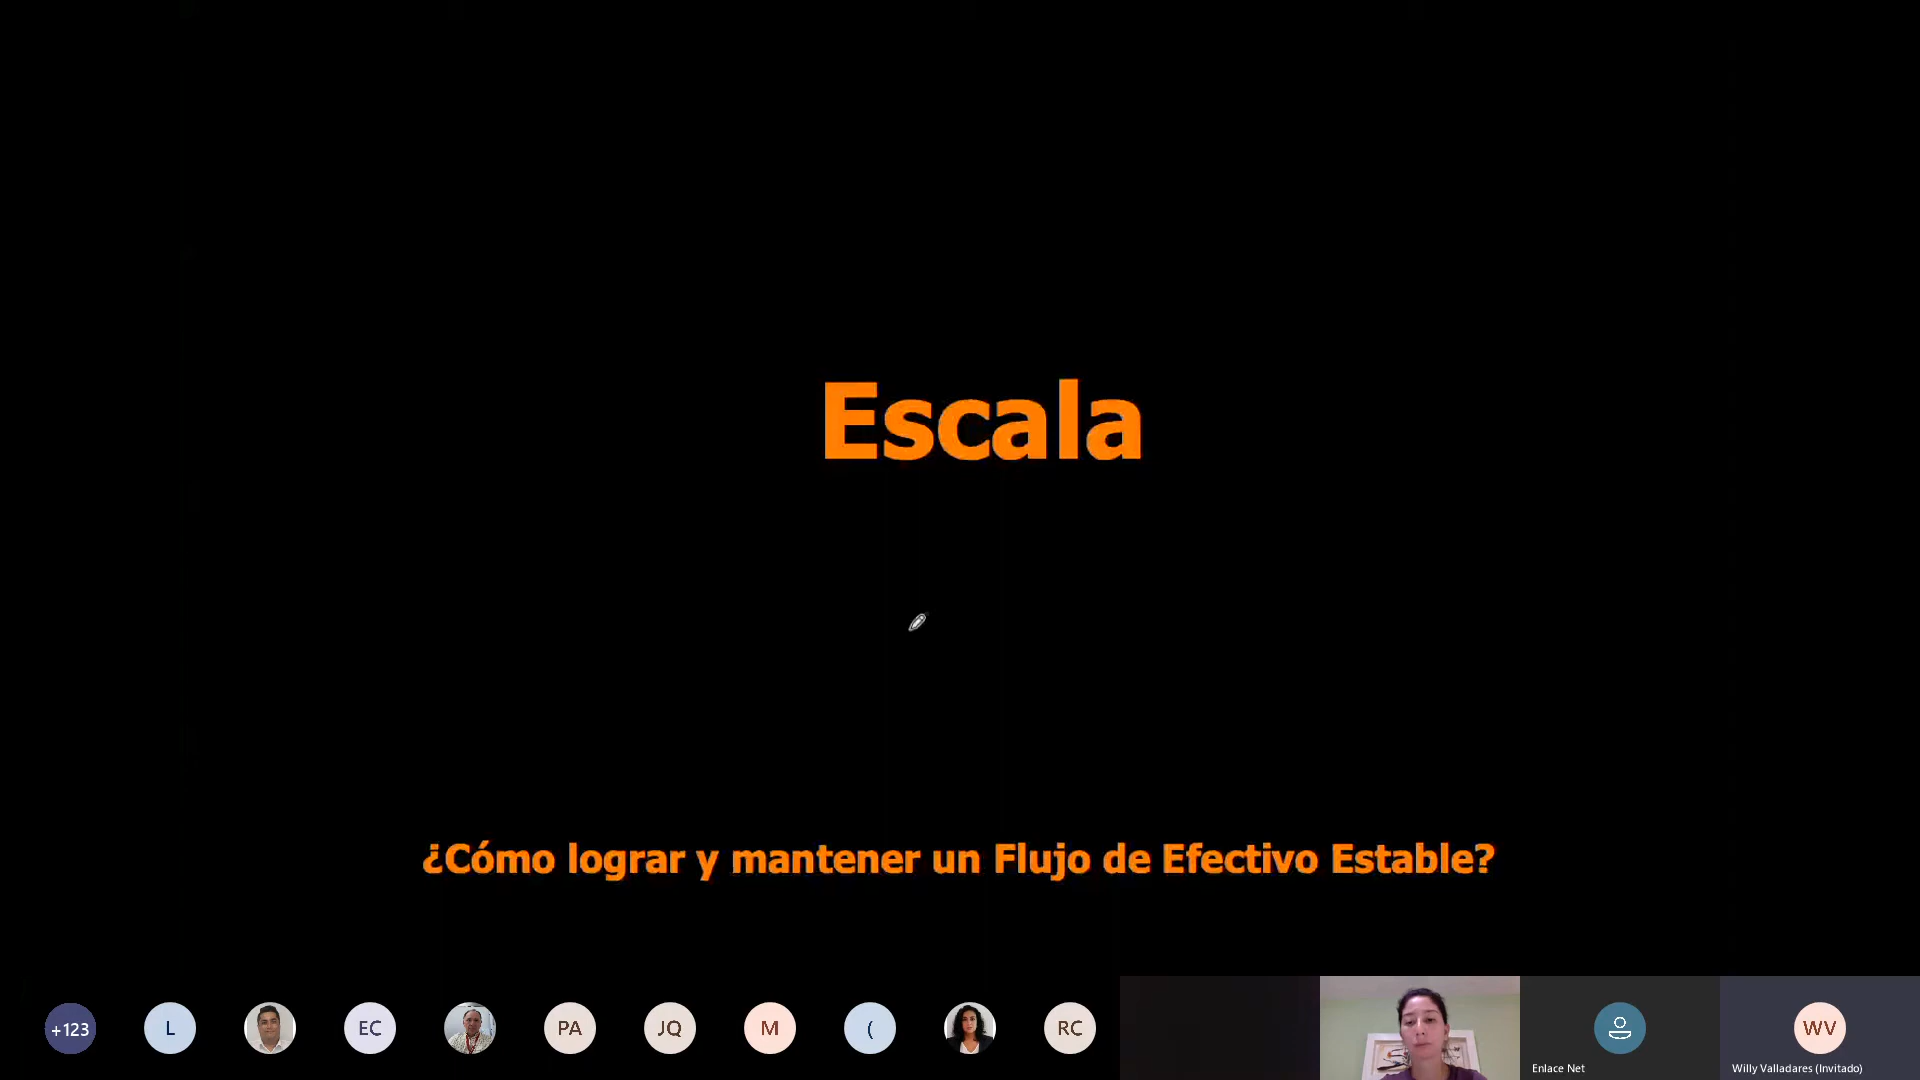 Escala
¿Cómo lograr y mantener un Flujo de Efectivo Estable?
+123
L
EC
PA
JQ
M
(
RC
WV
Enlace Net
Willy Valladares (Invitado)